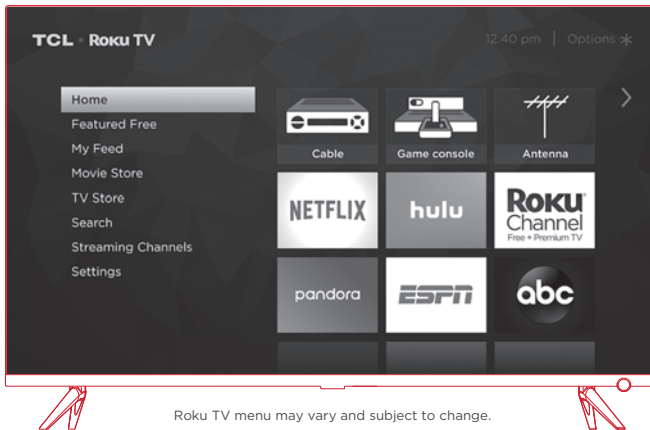 TCL • Roku TV
12:40 pm | Options ✱
Home
Featured Free
My Feed
Movie Store
TV Store
Search
Streaming Channels
Settings
Cable
Game console
Antenna
NETFLIX
hulu
Roku
Channel
Free + Premium TV
pandora
ESPN
abc
Roku TV menu may vary and subject to change.